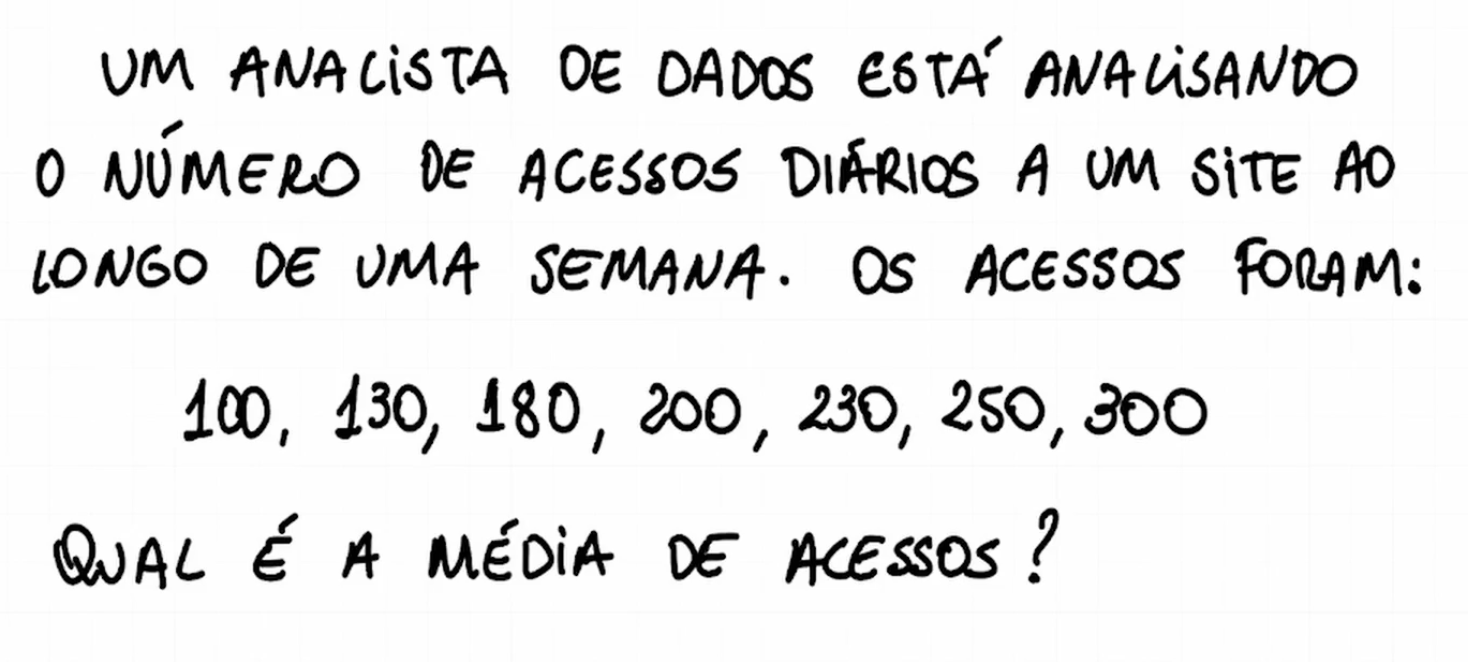 UM ANALISTA DE DADOS ESTÁ ANALISANDO
O NÚMERO DE ACESSOS DIÁRIOS A UM SITE AO
LONGO DE UMA SEMANA. OS ACESSOS FORAM:
100, 130, 180, 200, 230, 250, 300
QUAL É A MÉDIA DE ACESSOS?